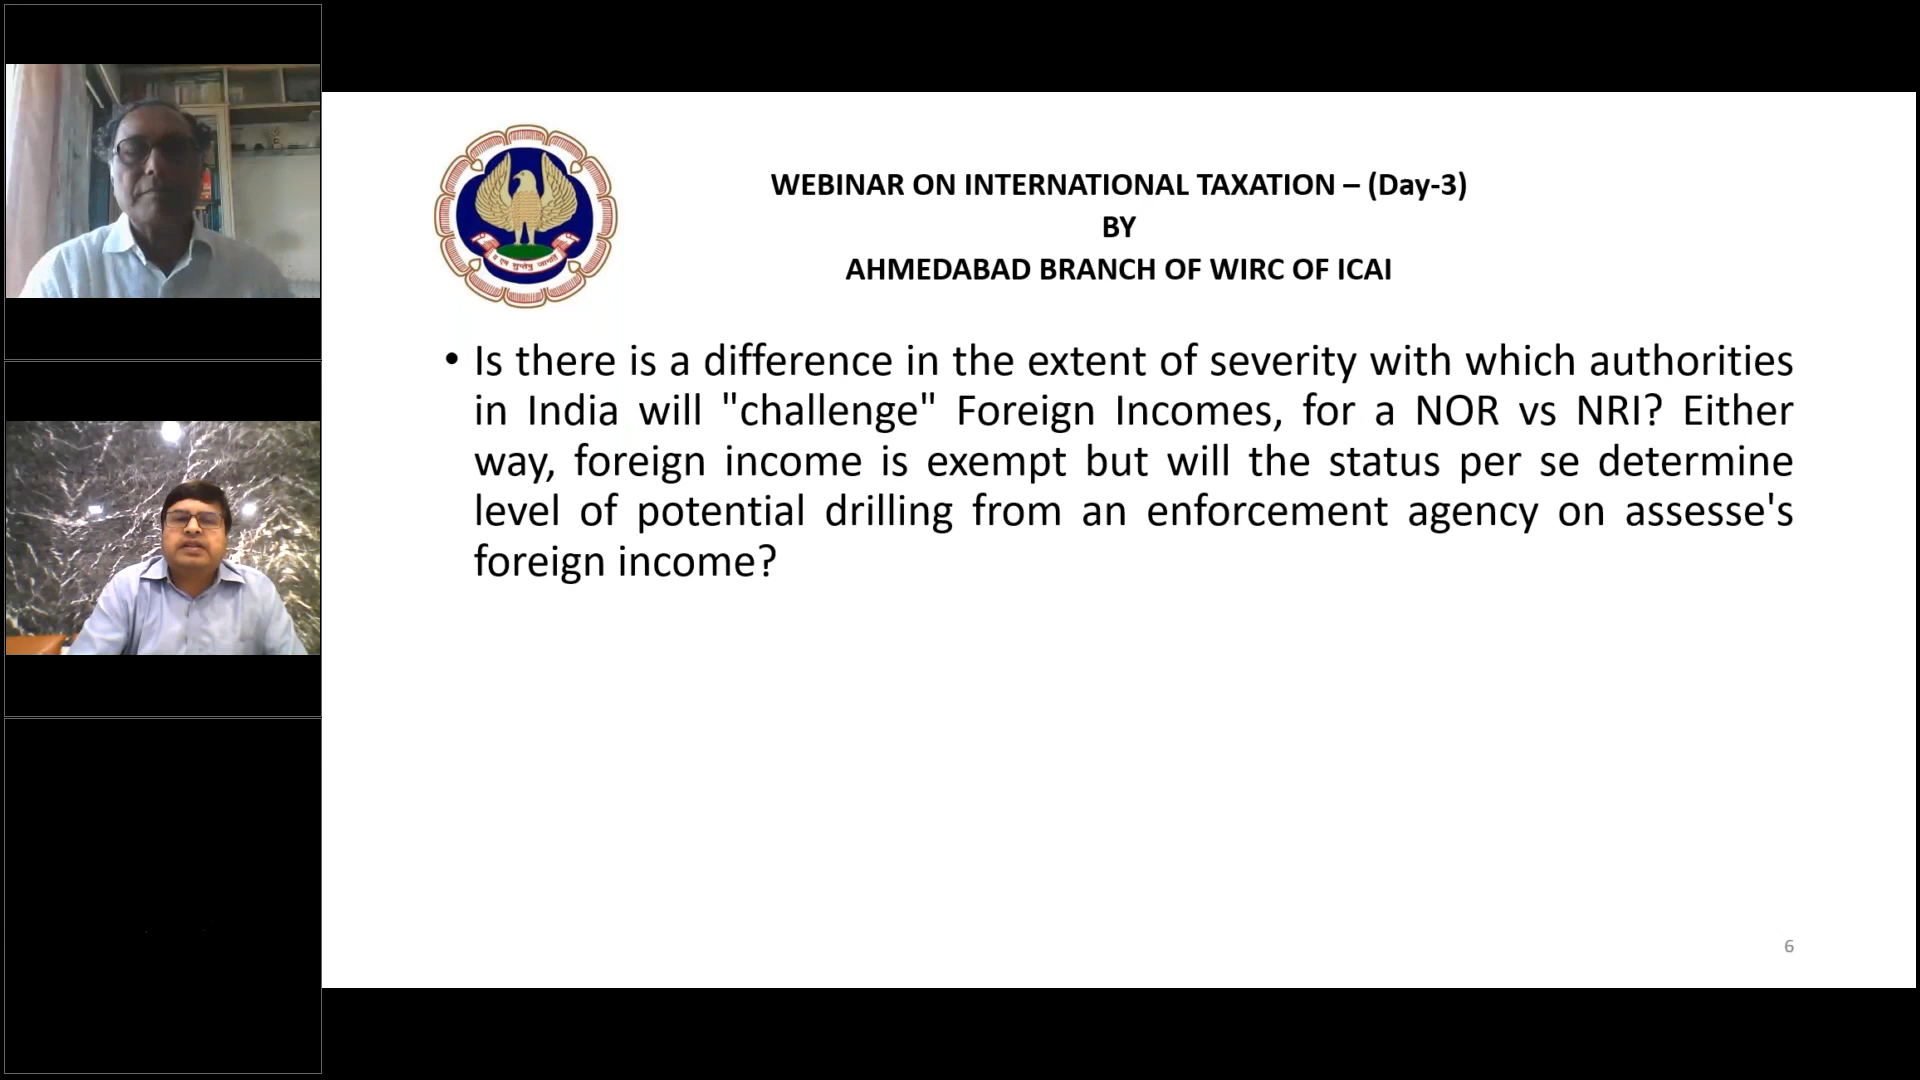 WEBINAR ON INTERNATIONAL TAXATION – (Day-3)
BY
AHMEDABAD BRANCH OF WIRC OF ICAI
य एष सुप्तेषु जागर्ति
• Is there is a difference in the extent of severity with which authorities
in India will "challenge" Foreign Incomes, for a NOR vs NRI? Either
way, foreign income is exempt but will the status per se determine
level of potential drilling from an enforcement agency on assesse's
foreign income?
6